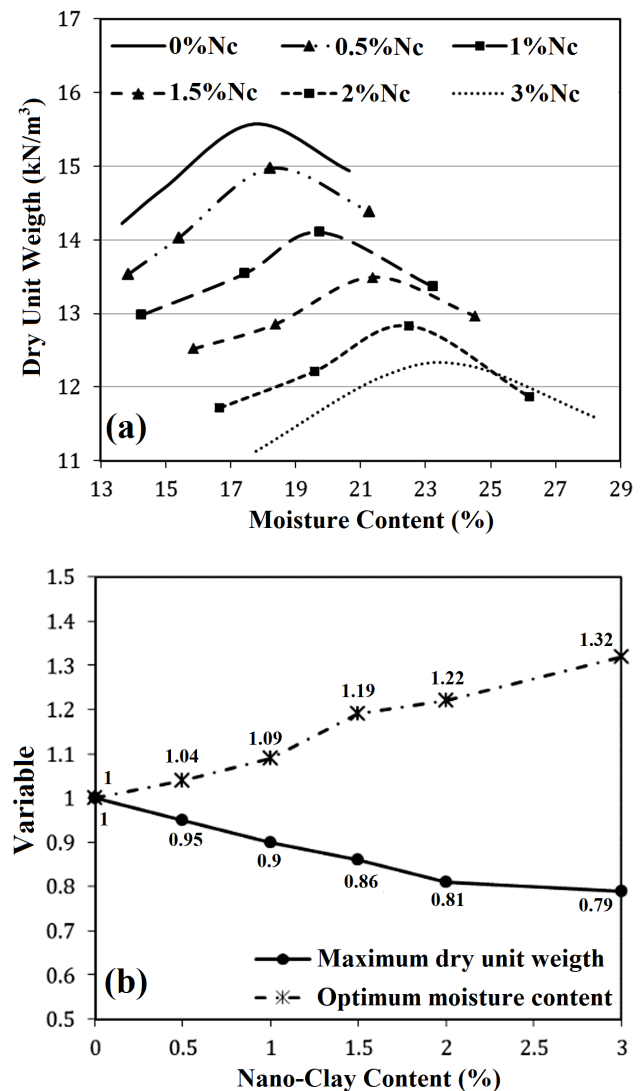 17
16
15
14
13
12
11
Dry Unit Weigth (kN/m³)
0%Nc 0.5%Nc 1%Nc
1.5%Nc 2%Nc 3%Nc
(a)
13 15 17 19 21 23 25 27 29
Moisture Content (%)
1.5
1.4
1.3
1.2
1.1
1
0.9
0.8
0.7
0.6
0.5
Variable
1 1.04 1.09 1.19 1.22 1.32
1 0.95 0.9 0.86 0.81 0.79
Maximum dry unit weigth
Optimum moisture content
(b)
0 0.5 1 1.5 2 2.5 3
Nano-Clay Content (%)